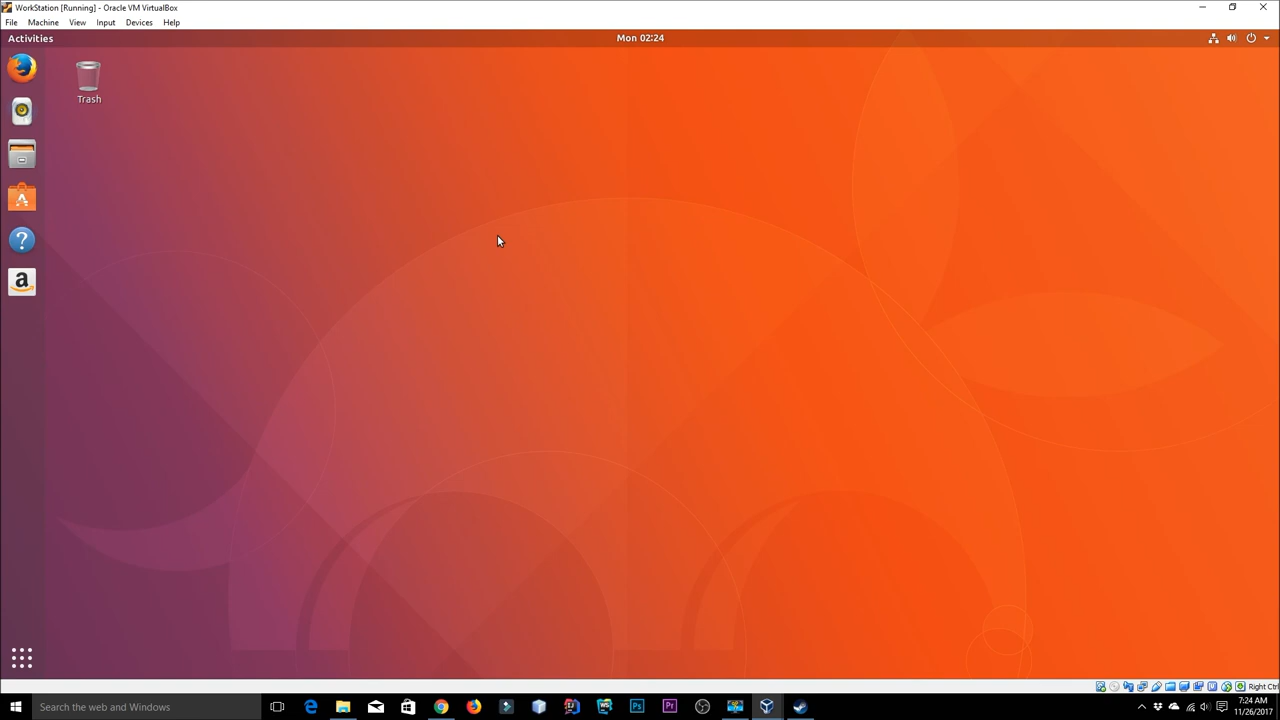 WorkStation [Running] - Oracle VM VirtualBox
File Machine View Input Devices Help
Activities
Mon 02:24
Trash
Right Ctrl
Search the web and Windows
7:24 AM
11/26/2017